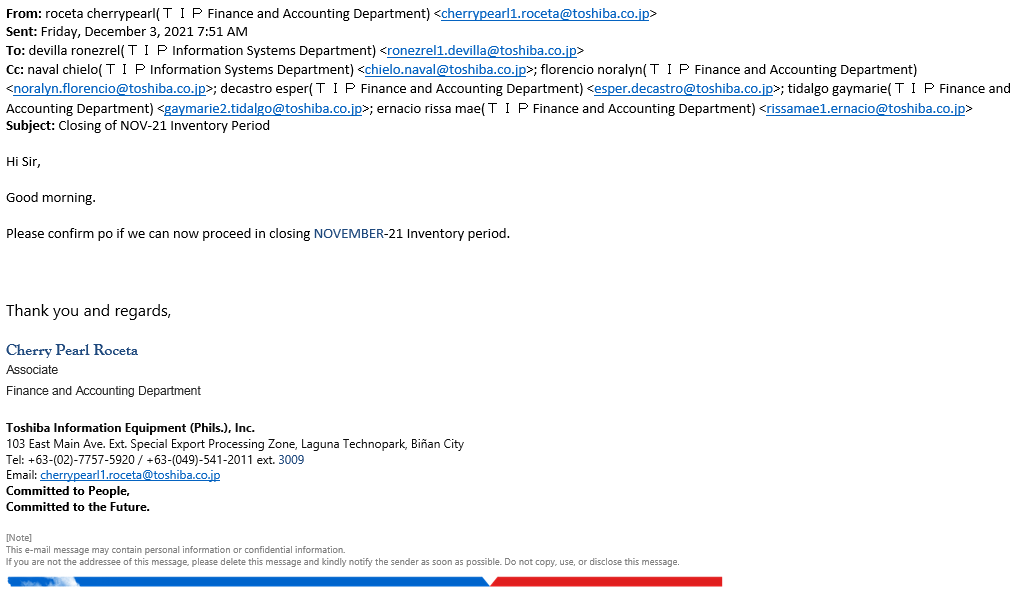 From: roceta cherrypearl(ＴＩＰ Finance and Accounting Department) <cherrypearl1.roceta@toshiba.co.jp>
Sent: Friday, December 3, 2021 7:51 AM
To: devilla ronezrel(ＴＩＰ Information Systems Department) <ronezrel1.devilla@toshiba.co.jp>
Cc: naval chielo(ＴＩＰ Information Systems Department) <chielo.naval@toshiba.co.jp>; florencio noralyn(ＴＩＰ Finance and Accounting Department)
<noralyn.florencio@toshiba.co.jp>; decastro esper(ＴＩＰ Finance and Accounting Department) <esper.decastro@toshiba.co.jp>; tidalgo gaymarie(ＴＩＰ Finance and
Accounting Department) <gaymarie2.tidalgo@toshiba.co.jp>; ernacio rissa mae(ＴＩＰ Finance and Accounting Department) <rissamae1.ernacio@toshiba.co.jp>
Subject: Closing of NOV-21 Inventory Period
Hi Sir,
Good morning.
Please confirm po if we can now proceed in closing NOVEMBER-21 Inventory period.
Thank you and regards,
Cherry Pearl Roceta
Associate
Finance and Accounting Department
Toshiba Information Equipment (Phils.), Inc.
103 East Main Ave. Ext. Special Export Processing Zone, Laguna Technopark, Biñan City
Tel: +63-(02)-7757-5920 / +63-(049)-541-2011 ext. 3009
Email: cherrypearl1.roceta@toshiba.co.jp
Committed to People,
Committed to the Future.
[Note]
This e-mail message may contain personal information or confidential information.
If you are not the addressee of this message, please delete this message and kindly notify the sender as soon as possible. Do not copy, use, or disclose this message.